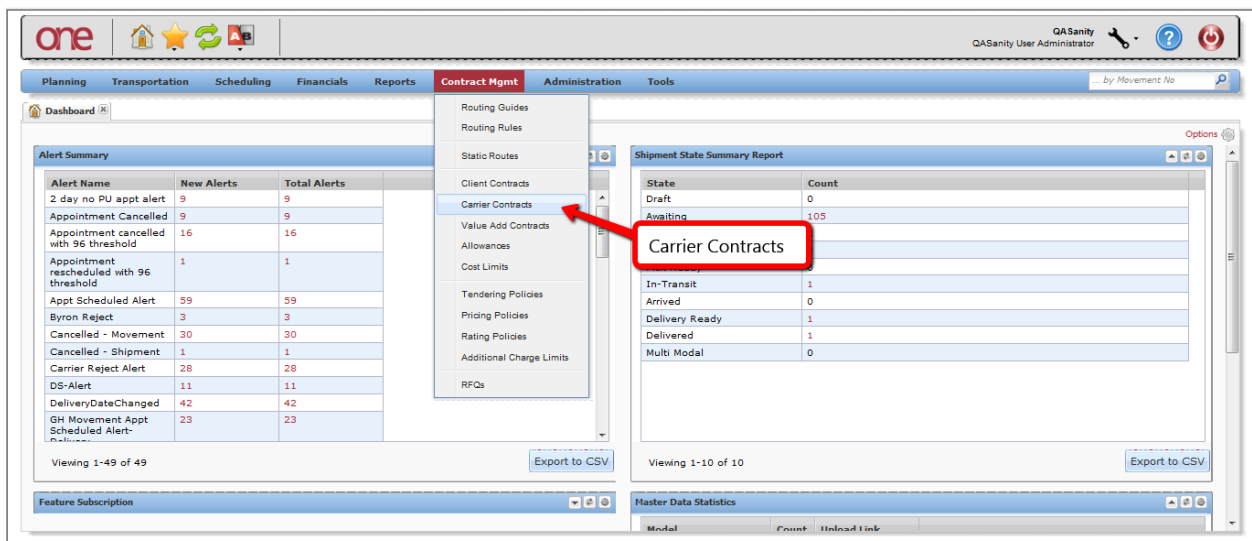 one
QASanity
QASanity User Administrator
Planning Transportation Scheduling Financials Reports Contract Mgmt Administration Tools
... by Movement No
Dashboard
Options
Routing Guides
Routing Rules
Static Routes
Client Contracts
Carrier Contracts
Value Add Contracts
Allowances
Cost Limits
Tendering Policies
Pricing Policies
Rating Policies
Additional Charge Limits
RFQs
Carrier Contracts
Alert Summary
Alert Name New Alerts Total Alerts
2 day no PU appt alert 9 9
Appointment Cancelled 9 9
Appointment cancelled 16 16
with 96 threshold
Appointment 1 1
rescheduled with 96
threshold
Appt Scheduled Alert 59 59
Byron Reject 3 3
Cancelled - Movement 30 30
Cancelled - Shipment 1 1
Carrier Reject Alert 28 28
DS-Alert 11 11
DeliveryDateChanged 42 42
GH Movement Appt 23 23
Scheduled Alert-
Viewing 1-49 of 49
Export to CSV
Shipment State Summary Report
State Count
Draft 0
Awaiting 105
In-Transit 1
Arrived 0
Delivery Ready 1
Delivered 1
Multi Modal 0
Viewing 1-10 of 10
Export to CSV
Feature Subscription
Master Data Statistics
Model Count Upload Link